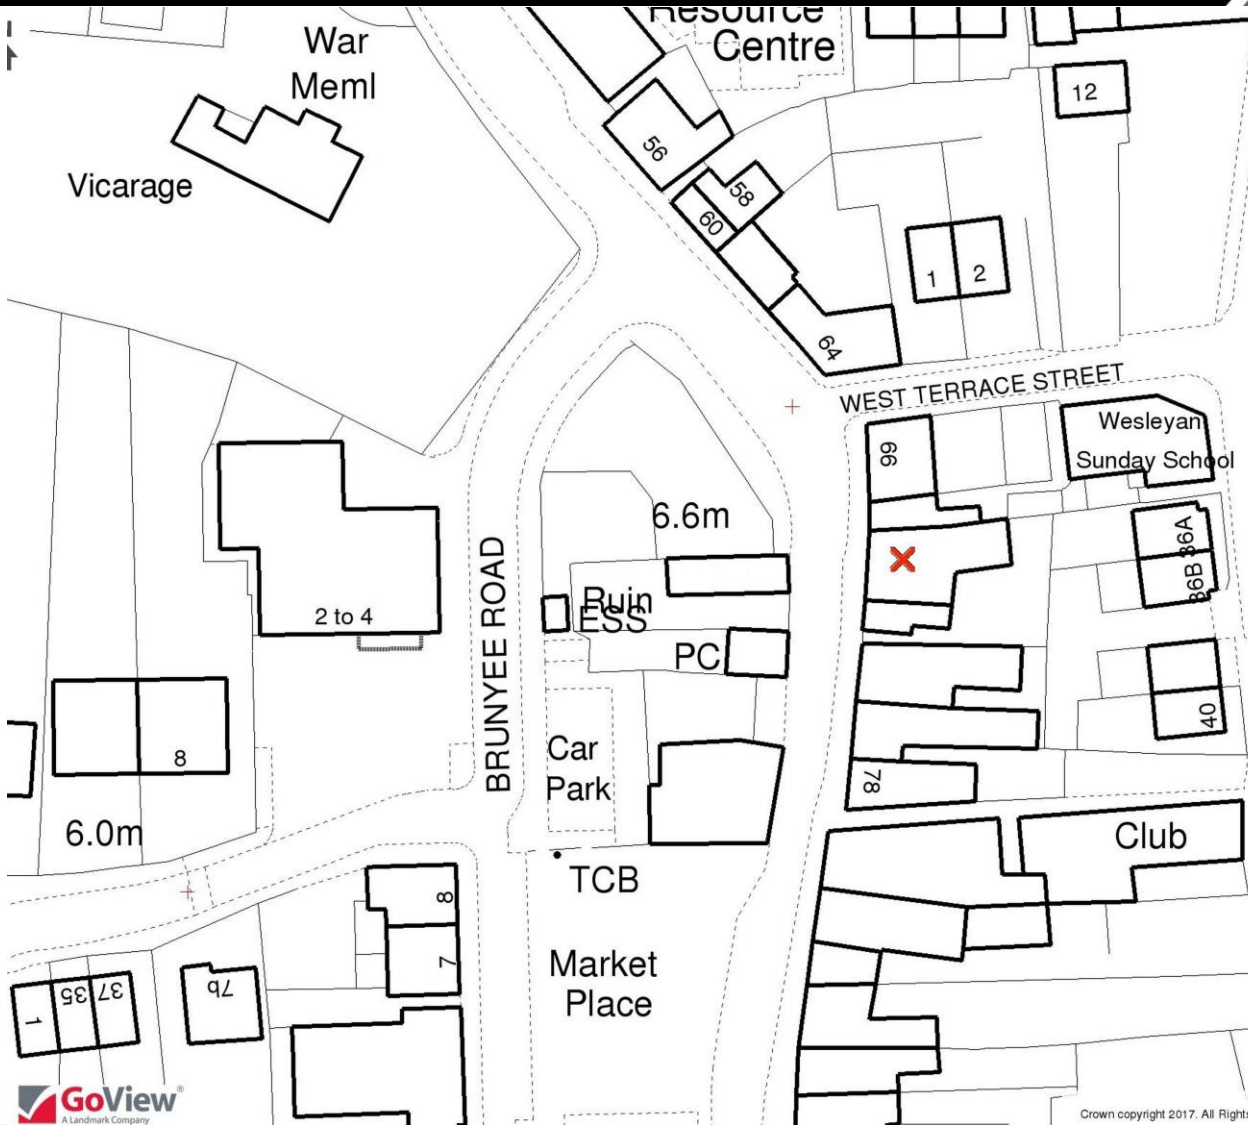 Resource
Centre
War
Meml
12
56
Vicarage
58
60
1
2
64
WEST TERRACE STREET
Wesleyan
Sunday School
66
6.6m
36A
BRUNYEE ROAD
36B
Ruin
ESS
2 to 4
PC
40
8
Car
Park
78
6.0m
Club
TCB
8
7
Market
Place
7b
35
37
1
GoView®
A Landmark Company
Crown copyright 2017. All Rights